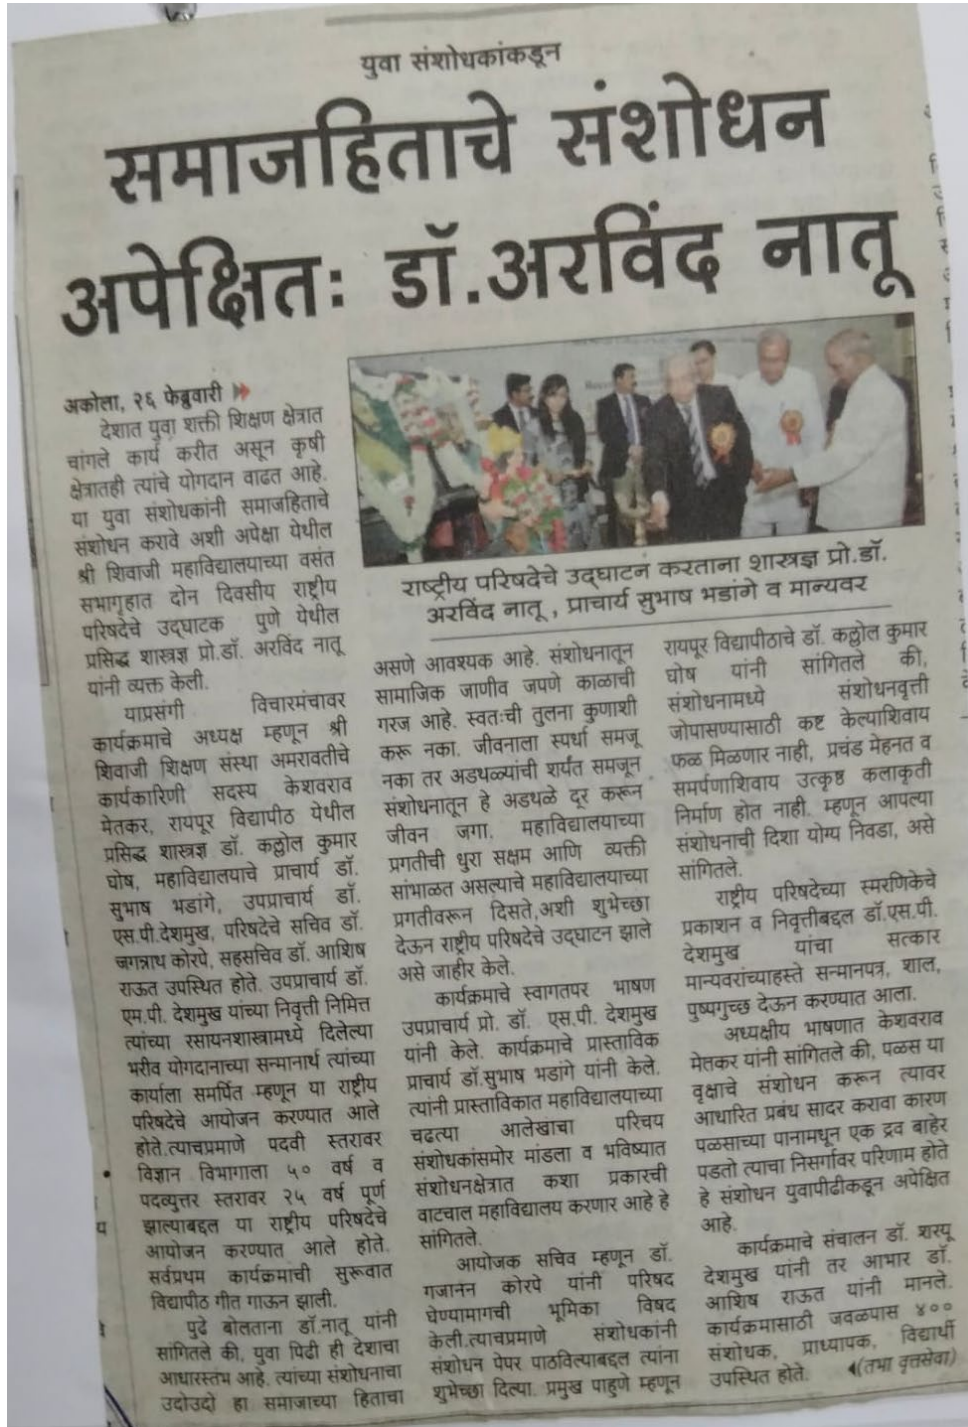 युवा संशोधकांकडून
समाजहिताचे संशोधन
अपेक्षितः डॉ.अरविंद नातू
अकोला, २६ फेब्रुवारी
देशात युवा शक्ती शिक्षण क्षेत्रात
चांगले कार्य करीत असून कृषी
क्षेत्रातही त्यांचे योगदान वाढत आहे.
या युवा संशोधकांनी समाजहिताचे
संशोधन करावे अशी अपेक्षा येथील
श्री शिवाजी महाविद्यालयाच्या वसंत
सभागृहात दोन दिवसीय राष्ट्रीय
परिषदेचे उद्घाटक पुणे येथील
प्रसिद्ध शास्त्रज्ञ प्रो.डॉ. अरविंद नातू
यांनी व्यक्त केली.
याप्रसंगी विचारमंचावर
कार्यक्रमाचे अध्यक्ष म्हणून श्री
शिवाजी शिक्षण संस्था अमरावतीचे
कार्यकारिणी सदस्य केशवराव
मेतकर, रायपूर विद्यापीठ येथील
प्रसिद्ध शास्त्रज्ञ डॉ. कल्लोल कुमार
घोष, महाविद्यालयाचे प्राचार्य डॉ.
सुभाष भडांगे, उपप्राचार्य डॉ.
एस.पी.देशमुख, परिषदेचे सचिव डॉ.
जगन्नाथ कोरपे, सहसचिव डॉ. आशिष
राऊत उपस्थित होते. उपप्राचार्य डॉ.
एम.पी. देशमुख यांच्या निवृत्ती निमित्त
त्यांच्या रसायनशास्त्रामध्ये दिलेल्या
भरीव योगदानाच्या सन्मानार्थ त्यांच्या
कार्याला समर्पित म्हणून या राष्ट्रीय
परिषदेचे आयोजन करण्यात आले
होते.त्याचप्रमाणे पदवी स्तरावर
विज्ञान विभागाला ५० वर्ष व
पदव्युत्तर स्तरावर २५ वर्ष पूर्ण
झाल्याबद्दल या राष्ट्रीय परिषदेचे
आयोजन करण्यात आले होते.
सर्वप्रथम कार्यक्रमाची सुरूवात
विद्यापीठ गीत गाऊन झाली.
पुढे बोलताना डॉ.नातू यांनी
सांगितले की, युवा पिढी ही देशाचा
आधारस्तंभ आहे. त्यांच्या संशोधनाचा
उदोउदो हा समाजाच्या हिताचा
राष्ट्रीय परिषदेचे उद्घाटन करताना शास्त्रज्ञ प्रो.डॉ.
अरविंद नातू , प्राचार्य सुभाष भडांगे व मान्यवर
असणे आवश्यक आहे. संशोधनातून
सामाजिक जाणीव जपणे काळाची
गरज आहे. स्वतःची तुलना कुणाशी
करू नका. जीवनाला स्पर्धा समजू
नका तर अडथळ्यांची शर्यंत समजून
संशोधनातून हे अडथळे दूर करून
जीवन जगा. महाविद्यालयाच्या
प्रगतीची धुरा सक्षम आणि व्यक्ती
सांभाळत असल्याचे महाविद्यालयाच्या
प्रगतीवरून दिसते,अशी शुभेच्छा
देऊन राष्ट्रीय परिषदेचे उद्घाटन झाले
असे जाहीर केले.
कार्यक्रमाचे स्वागतपर भाषण
उपप्राचार्य प्रो. डॉ. एस.पी. देशमुख
यांनी केले. कार्यक्रमाचे प्रास्ताविक
प्राचार्य डॉ.सुभाष भडांगे यांनी केले.
त्यांनी प्रास्ताविकात महाविद्यालयाच्या
चढत्या आलेखांचा परिचय
संशोधकांसमोर मांडला व भविष्यात
संशोधनक्षेत्रात कशा प्रकारची
वाटचाल महाविद्यालय करणार आहे हे
सांगितले.
आयोजक सचिव म्हणून डॉ.
गजानन कोरपे यांनी परिषद
घेण्यामागची भूमिका विषद
केली.त्याचप्रमाणे संशोधकांनी
संशोधन पेपर पाठविल्याबद्दल त्यांना
शुभेच्छा दिल्या. प्रमुख पाहुणे म्हणून
रायपूर विद्यापीठाचे डॉ. कल्लोल कुमार
घोष यांनी सांगितले की,
संशोधनामध्ये संशोधनवृत्ती
जोपासण्यासाठी कष्ट केल्याशिवाय
फळ मिळणार नाही, प्रचंड मेहनत व
समर्पणाशिवाय उत्कृष्ठ कलाकृती
निर्माण होत नाही. म्हणून आपल्या
संशोधनाची दिशा योग्य निवडा, असे
सांगितले.
राष्ट्रीय परिषदेच्या स्मरणिकेचे
प्रकाशन व निवृत्तीबद्दल डॉ.एस.पी.
देशमुख यांचा सत्कार
मान्यवरांच्याहस्ते सन्मानपत्र, शाल,
पुष्पगुच्छ देऊन करण्यात आला.
अध्यक्षीय भाषणात केशवराव
मेतकर यांनी सांगितले की, पळस या
वृक्षाचे संशोधन करून त्यावर
आधारित प्रबंध सादर करावा कारण
पळसाच्या पानामधून एक द्रव बाहेर
पडतो त्याचा निसर्गावर परिणाम होते
हे संशोधन युवापीढीकडून अपेक्षित
आहे.
कार्यक्रमाचे संचालन डॉ. शरयू
देशमुख यांनी तर आभार डॉ.
आशिष राऊत यांनी मानले.
कार्यक्रमासाठी जवळपास ४००
संशोधक, प्राध्यापक, विद्यार्थी
उपस्थित होते. (तभा वृत्तसेवा)